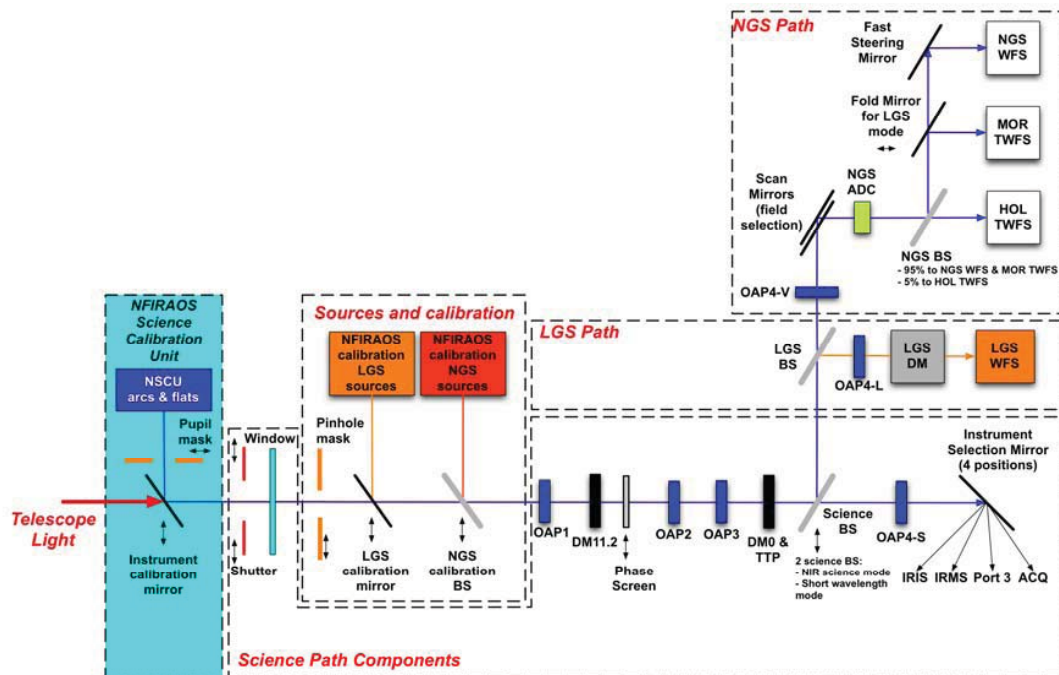 NGS Path
Fast
Steering
Mirror
NGS
WFS
Fold Mirror
for LGS
mode
MOR
TWFS
Scan
Mirrors
(field
selection)
NGS
ADC
HOL
TWFS
NGS BS
- 95% to NGS WFS & MOR TWFS
- 5% to HOL TWFS
OAP4-V
NFIRAOS
Science
Calibration
Unit
NSCU
arcs & flats
Pupil
mask
Telescope
Light
Instrument
calibration
mirror
Sources and calibration
NFIRAOS
calibration
LGS
sources
NFIRAOS
calibration
NGS
sources
LGS Path
LGS
BS
OAP4-L
LGS
DM
LGS
WFS
Window
Shutter
Pinhole
mask
LGS
calibration
mirror
NGS
calibration
BS
OAP1
DM11.2
Phase
Screen
OAP2
OAP3
DM0 &
TTP
Science
BS
2 science BS:
- NIR science mode
- Short wavelength
mode
OAP4-S
Instrument
Selection Mirror
(4 positions)
IRIS IRMS Port 3 ACQ
Science Path Components